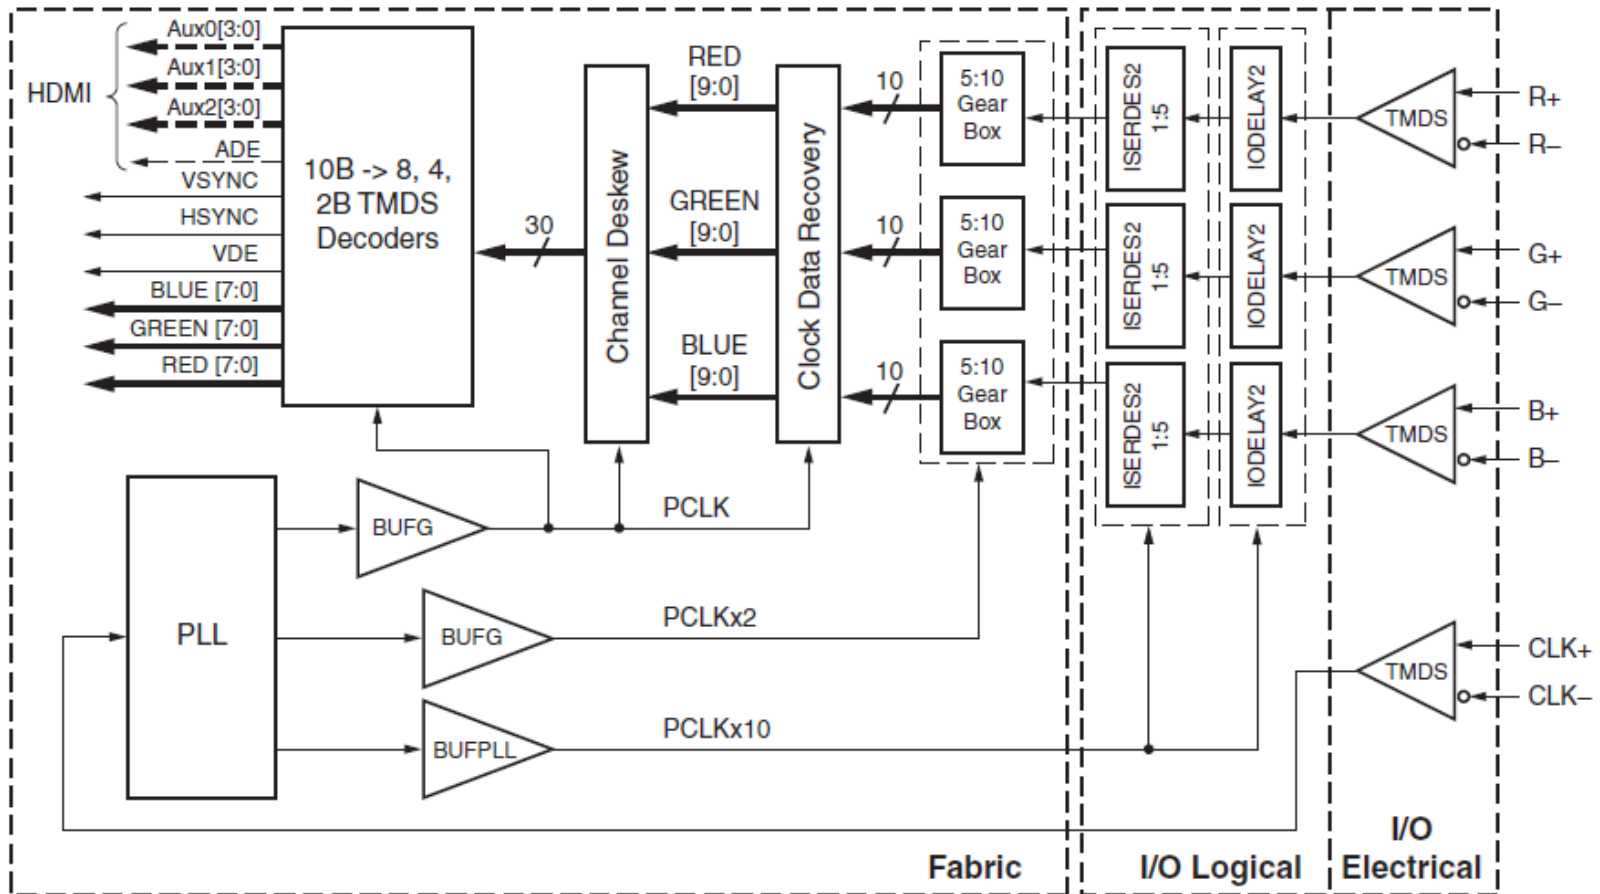 Aux0[3:0]
Aux1[3:0]
HDMI
Aux2[3:0]
ADE
VSYNC
HSYNC
VDE
BLUE [7:0]
GREEN [7:0]
RED [7:0]
10B -> 8, 4,
2B TMDS
Decoders
30
Channel Deskew
RED
[9:0]
GREEN
[9:0]
BLUE
[9:0]
Clock Data Recovery
10
10
10
5:10
Gear
Box
5:10
Gear
Box
5:10
Gear
Box
ISERDES2
1:5
ISERDES2
1:5
ISERDES2
1:5
IODELAY2
IODELAY2
IODELAY2
TMDS
R+
R–
TMDS
G+
G–
TMDS
B+
B–
PLL
BUFG
PCLK
BUFG
PCLKx2
BUFPLL
PCLKx10
TMDS
CLK+
CLK–
Fabric
I/O Logical
I/O
Electrical